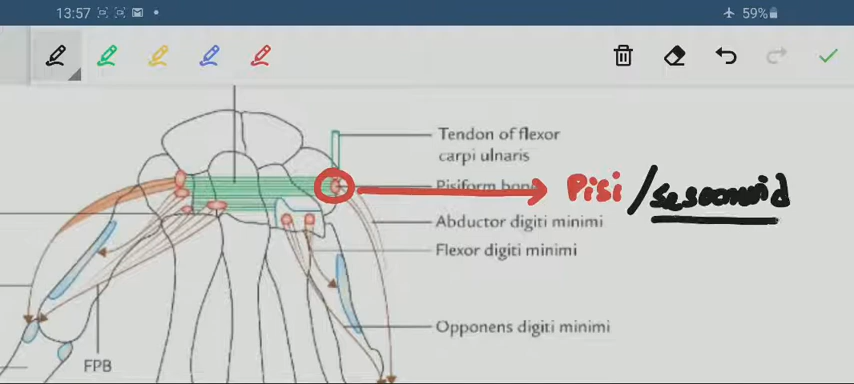 13:57 59%
Tendon of flexor
carpi ulnaris
Pisiform bone Pisi / sesamoid
Abductor digiti minimi
Flexor digiti minimi
Opponens digiti minimi
FPB